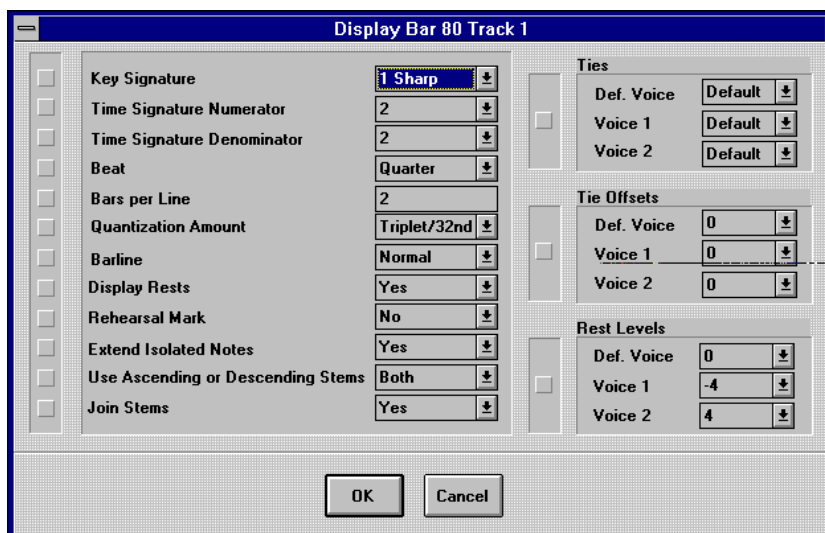 Display Bar 80 Track 1
Key Signature 1 Sharp
Time Signature Numerator 2
Time Signature Denominator 2
Beat Quarter
Bars per Line 2
Quantization Amount Triplet/32nd
Barline Normal
Display Rests Yes
Rehearsal Mark No
Extend Isolated Notes Yes
Use Ascending or Descending Stems Both
Join Stems Yes
Ties
Def. Voice Default
Voice 1 Default
Voice 2 Default
Tie Offsets
Def. Voice 0
Voice 1 0
Voice 2 0
Rest Levels
Def. Voice 0
Voice 1 -4
Voice 2 4
OK Cancel